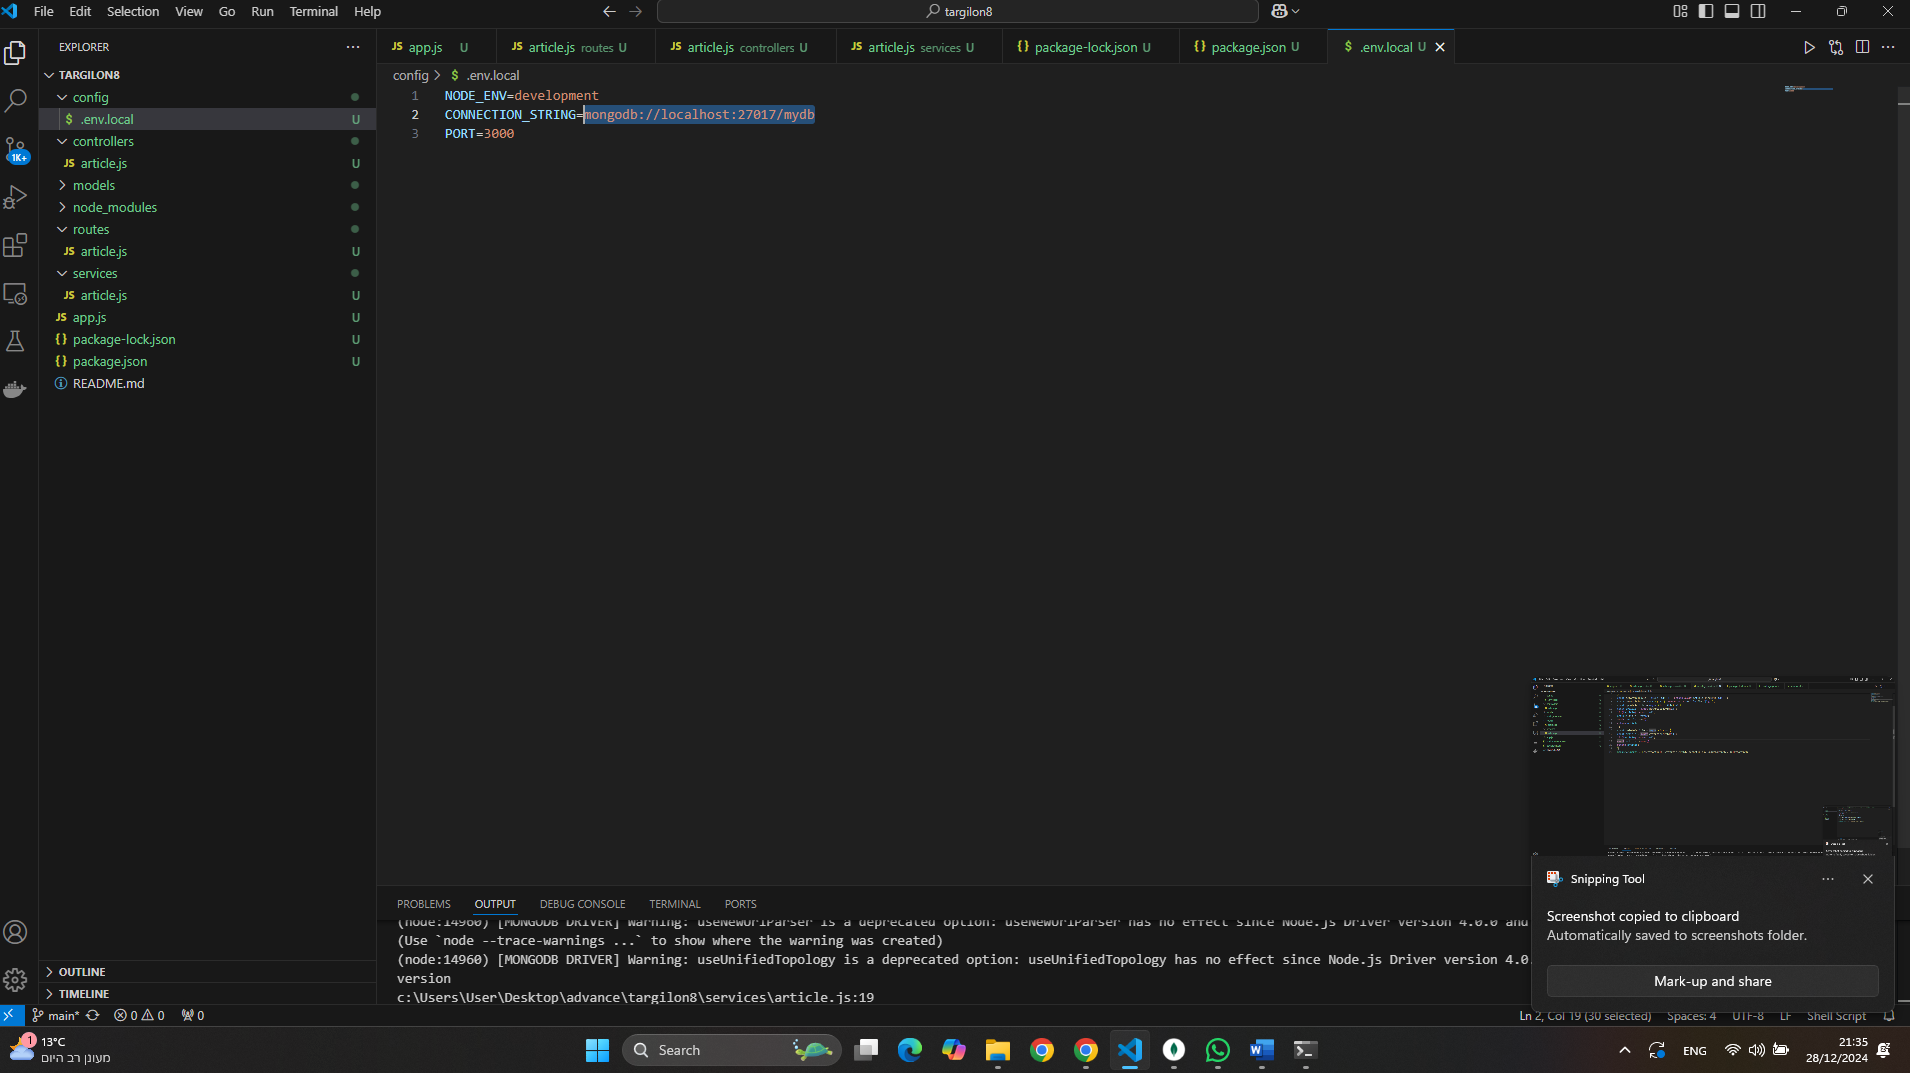 File Edit Selection View Go Run Terminal Help
targilon8
EXPLORER
TARGILON8
config
$ .env.local U
controllers
JS article.js U
models
node_modules
routes
JS article.js U
services
JS article.js U
JS app.js U
{} package-lock.json U
{} package.json U
README.md
OUTLINE
TIMELINE
1K+
JS app.js U
JS article.js routes U
JS article.js controllers U
JS article.js services U
{} package-lock.json U
{} package.json U
$ .env.local U
config > $ .env.local
1 NODE_ENV=development
2 CONNECTION_STRING=mongodb://localhost:27017/mydb
3 PORT=3000
PROBLEMS OUTPUT DEBUG CONSOLE TERMINAL PORTS
(node:14960) [MONGODB DRIVER] Warning: useNewUrlParser is a deprecated option: useNewUrlParser has no effect since Node.js Driver version 4.0.0 and
(Use `node --trace-warnings ...` to show where the warning was created)
(node:14960) [MONGODB DRIVER] Warning: useUnifiedTopology is a deprecated option: useUnifiedTopology has no effect since Node.js Driver version 4.0.
version
c:\Users\User\Desktop\advance\targilon8\services\article.js:19
Snipping Tool
Screenshot copied to clipboard
Automatically saved to screenshots folder.
Mark-up and share
main* 0 0 0
Ln 2, Col 19 (30 selected) Spaces: 4 UTF-8 LF Shell Script
1
13°C
מעונן רב היום
Search
ENG
21:35
28/12/2024